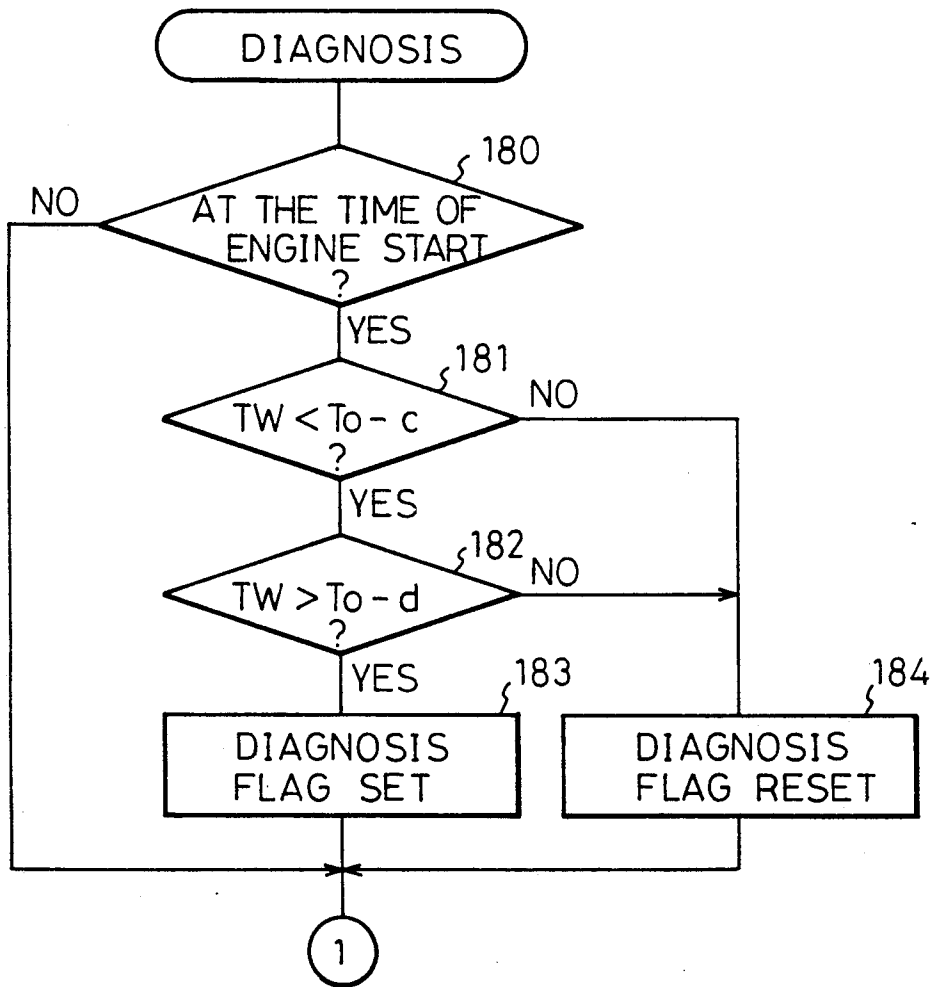 DIAGNOSIS
180
NO
AT THE TIME OF
ENGINE START
?
YES
181
NO
TW < To - c
?
YES
182
NO
TW > To - d
?
YES
183
184
DIAGNOSIS
FLAG SET
DIAGNOSIS
FLAG RESET
1